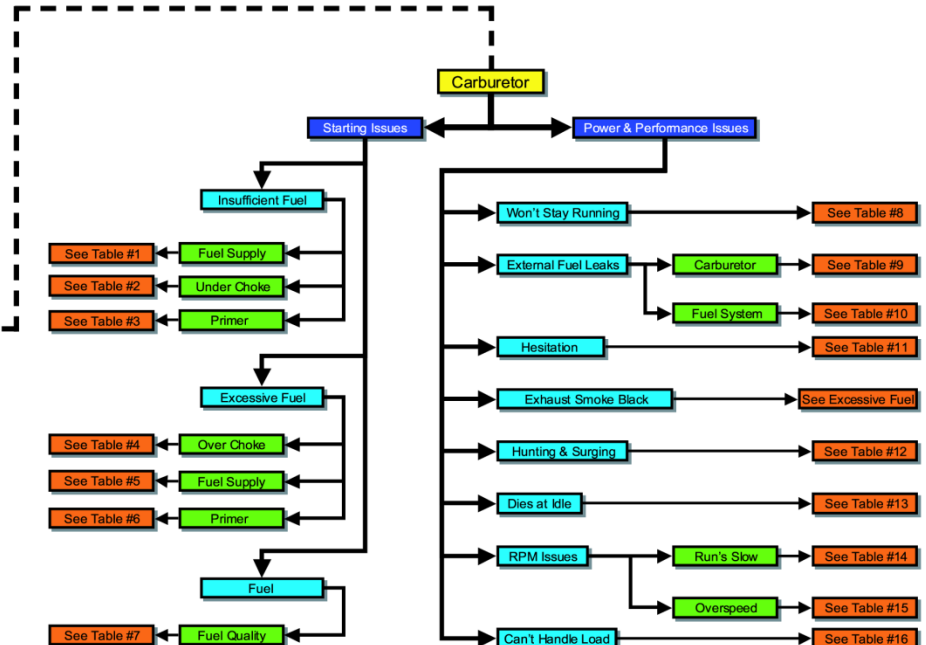 Carburetor
Starting Issues
Power & Performance Issues
Insufficient Fuel
See Table #1
Fuel Supply
See Table #2
Under Choke
See Table #3
Primer
Excessive Fuel
See Table #4
Over Choke
See Table #5
Fuel Supply
See Table #6
Primer
Fuel
See Table #7
Fuel Quality
Won't Stay Running
See Table #8
External Fuel Leaks
Carburetor
See Table #9
Fuel System
See Table #10
Hesitation
See Table #11
Exhaust Smoke Black
See Excessive Fuel
Hunting & Surging
See Table #12
Dies at Idle
See Table #13
RPM Issues
Run's Slow
See Table #14
Overspeed
See Table #15
Can't Handle Load
See Table #16